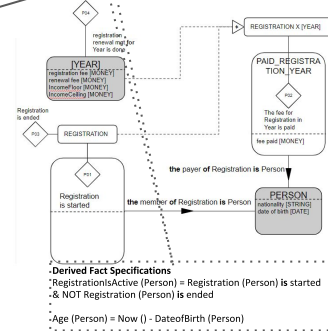 P04
registration
renewal mgt for
Year is done
[YEAR]
registration fee [MONEY]
renewal fee [MONEY]
IncomeFloor [MONEY]
IncomeCeiling [MONEY]
REGISTRATION X [YEAR]
PAID_REGISTRA
TION_YEAR
P02
The fee for
Registration in
Year is paid
fee paid [MONEY]
Registration
is ended
P03
REGISTRATION
P01
Registration
is started
the payer of Registration is Person
the member of Registration is Person
PERSON
nationality [STRING]
date of birth [DATE]
Derived Fact Specifications
RegistrationIsActive (Person) = Registration (Person) is started
& NOT Registration (Person) is ended
Age (Person) = Now () - DateofBirth (Person)